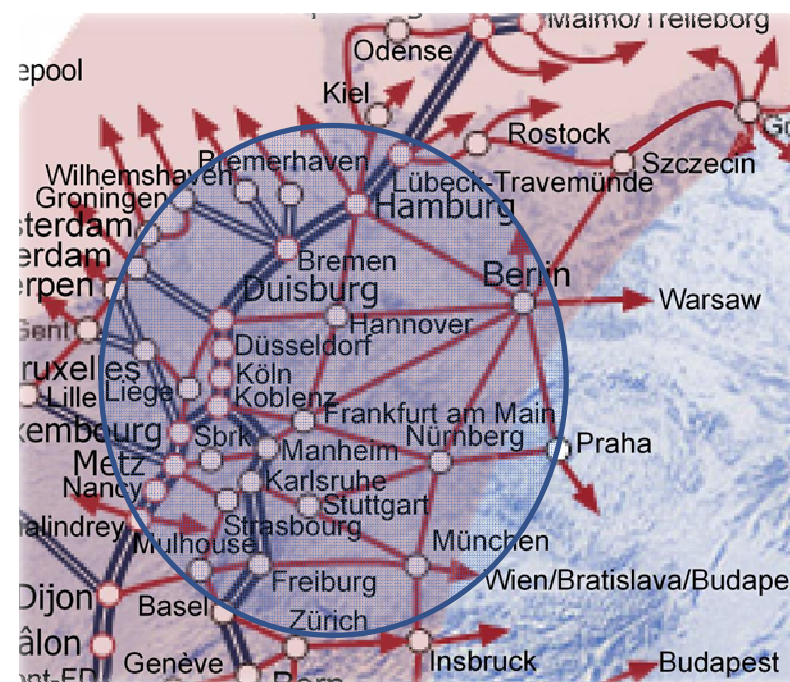 Malmö/Trelleborg
Odense
epool
Kiel
Rostock
Bremerhaven
Szczecin
Wilhemshaven
Lübeck-Travemünde
Groningen
Hamburg
sterdam
erdam
Bremen
Berlin
erpen
Duisburg
Warsaw
Gent
Hannover
Düsseldorf
ruxelles
Köln
Liege
Lille
Koblenz
Frankfurt am Main
xembourg
Sbrk
Nürnberg
Praha
Manheim
Metz
Nancy
Karlsruhe
Stuttgart
alindrey
Strasbourg
Mulhouse
München
Freiburg
Wien/Bratislava/Budape
Dijon
Basel
Zürich
âlon
Genève
Insbruck
Budapest
Bern